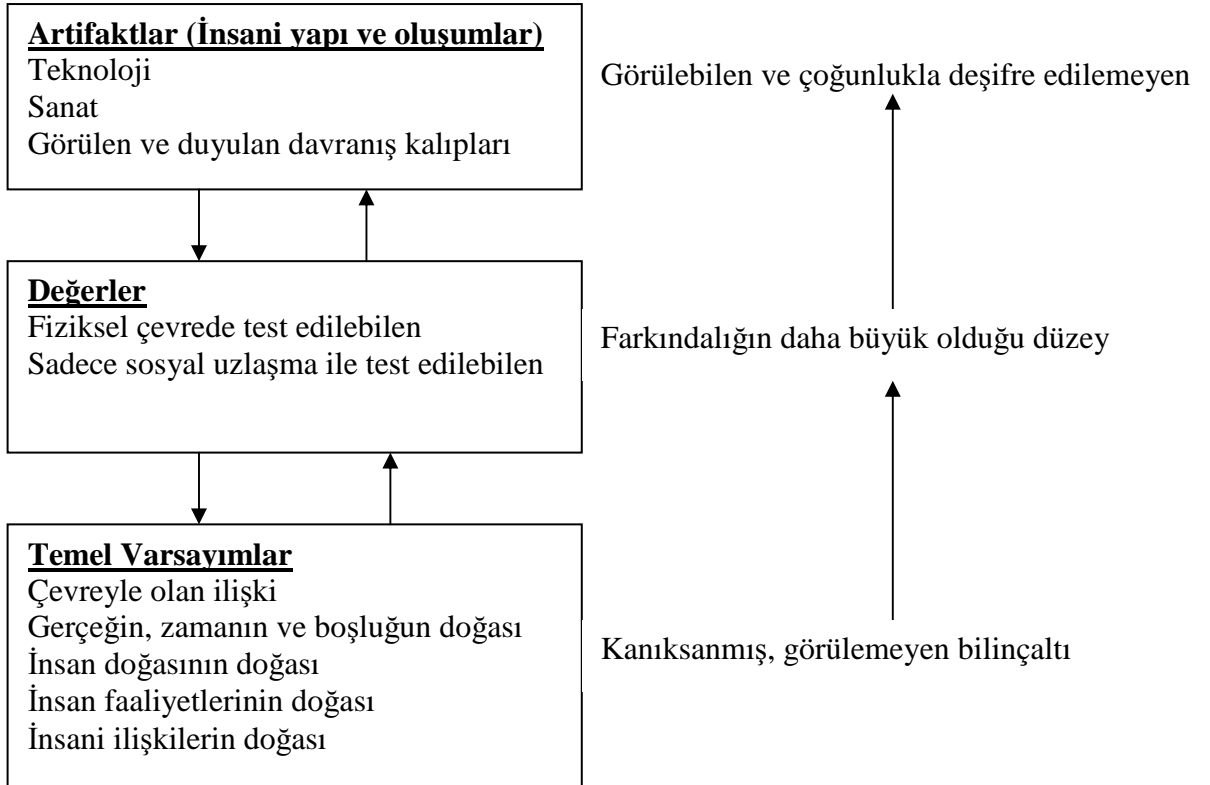 Artifaktlar (İnsani yapı ve oluşumlar)
Teknoloji
Sanat
Görülen ve duyulan davranış kalıpları
Görülebilen ve çoğunlukla deşifre edilemeyen
Değerler
Fiziksel çevrede test edilebilen
Sadece sosyal uzlaşma ile test edilebilen
Farkındalığın daha büyük olduğu düzey
Temel Varsayımlar
Çevreyle olan ilişki
Gerçeğin, zamanın ve boşluğun doğası
İnsan doğasının doğası
İnsan faaliyetlerinin doğası
İnsani ilişkilerin doğası
Kanıksanmış, görülemeyen bilinçaltı